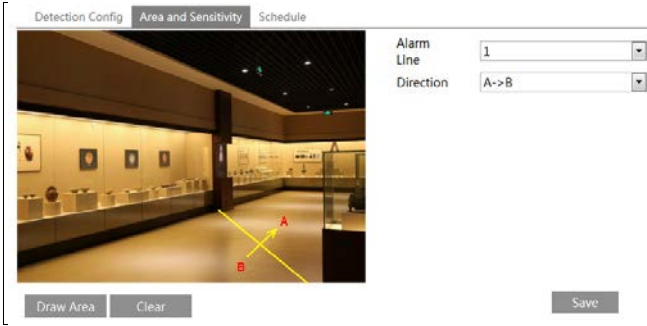 Detection Config Area and Sensitivity Schedule
Alarm Line 1
Direction A->B
A
B
Draw Area Clear Save